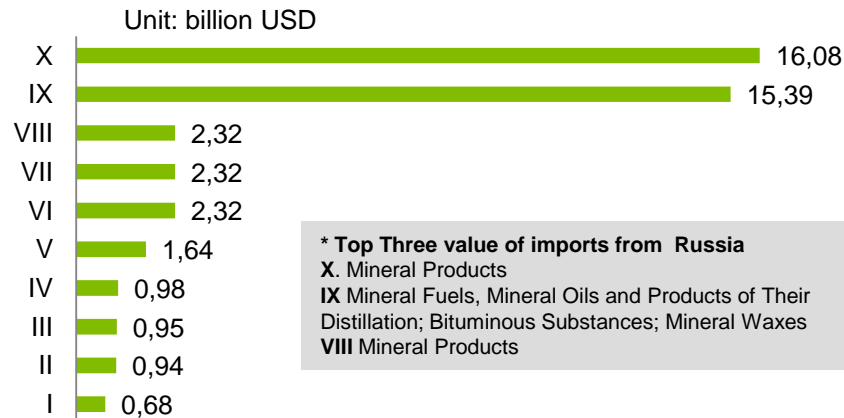 Unit: billion USD
X 16,08
IX 15,39
VIII 2,32
VII 2,32
VI 2,32
V 1,64
IV 0,98
III 0,95
II 0,94
I 0,68
* Top Three value of imports from Russia
X. Mineral Products
IX Mineral Fuels, Mineral Oils and Products of Their
Distillation; Bituminous Substances; Mineral Waxes
VIII Mineral Products